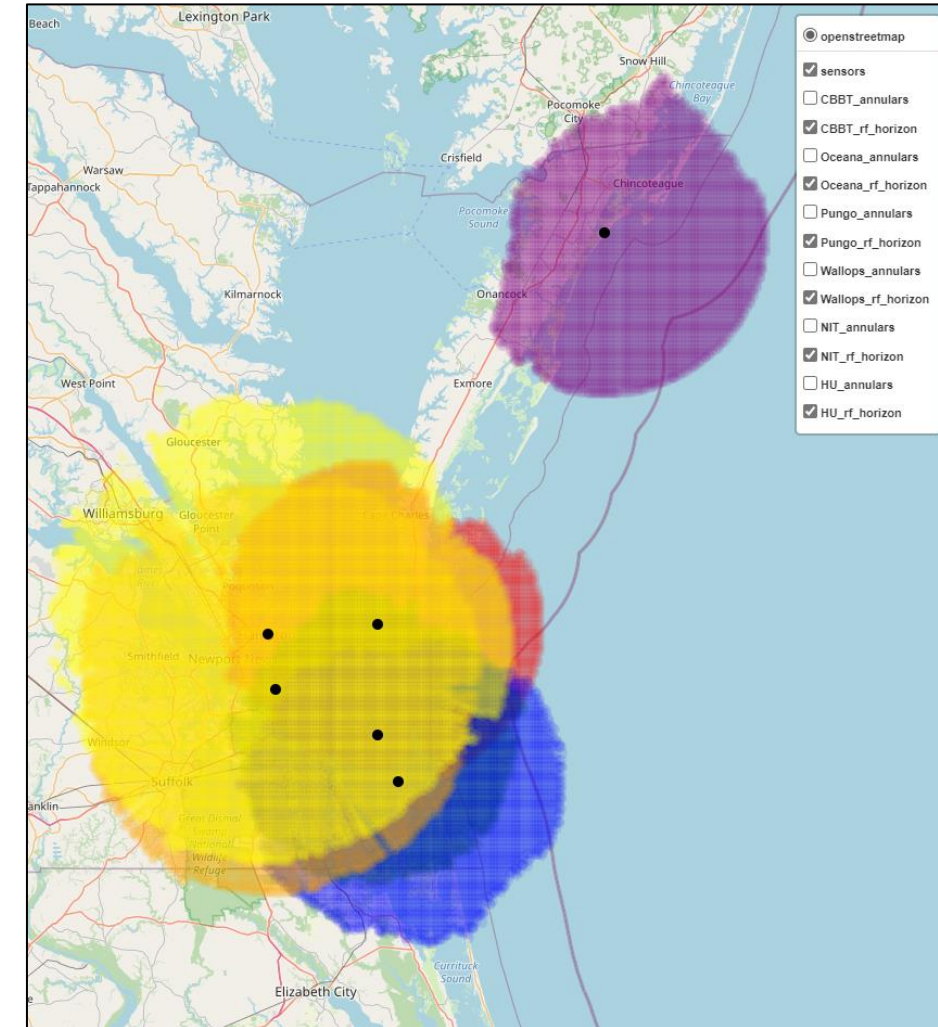 Beach
Lexington Park
openstreetmap
sensors
CBBT_annulars
CBBT_rf_horizon
Oceana_annulars
Oceana_rf_horizon
Pungo_annulars
Pungo_rf_horizon
Wallops_annulars
Wallops_rf_horizon
NIT_annulars
NIT_rf_horizon
HU_annulars
HU_rf_horizon
Snow Hill
Chincoteague
Bay
Pocomoke
City
Crisfield
Warsaw
Tappahannock
Chincoteague
Pocomoke
Sound
Kilmarnock
Onancock
West Point
Exmore
Gloucester
Williamsburg
Gloucester
Point
Cape Charles
Smithfield
Newport News
Windsor
Suffolk
anklin
Great Dismal
Swamp
National
Wildlife
Refuge
Currituck
Sound
Elizabeth City